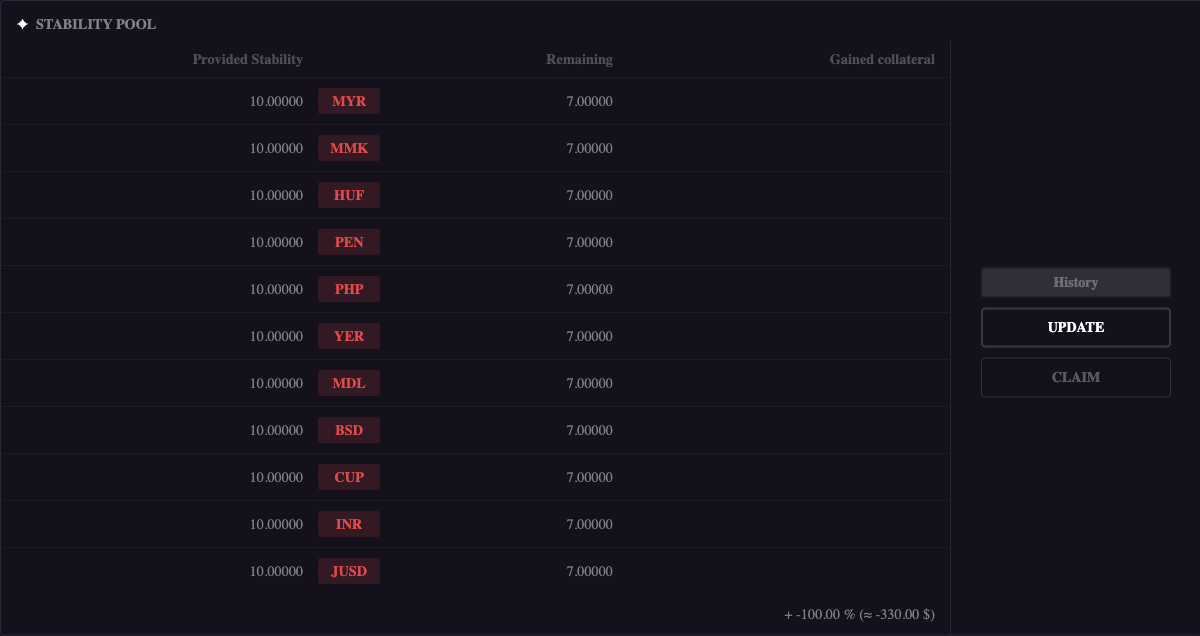 STABILITY POOL
Provided Stability Remaining Gained collateral
10.00000 MYR 7.00000
10.00000 MMK 7.00000
10.00000 HUF 7.00000
10.00000 PEN 7.00000
10.00000 PHP 7.00000
10.00000 YER 7.00000
10.00000 MDL 7.00000
10.00000 BSD 7.00000
10.00000 CUP 7.00000
10.00000 INR 7.00000
10.00000 JUSD 7.00000
+ -100.00 % (≈ -330.00 $)
History
UPDATE
CLAIM